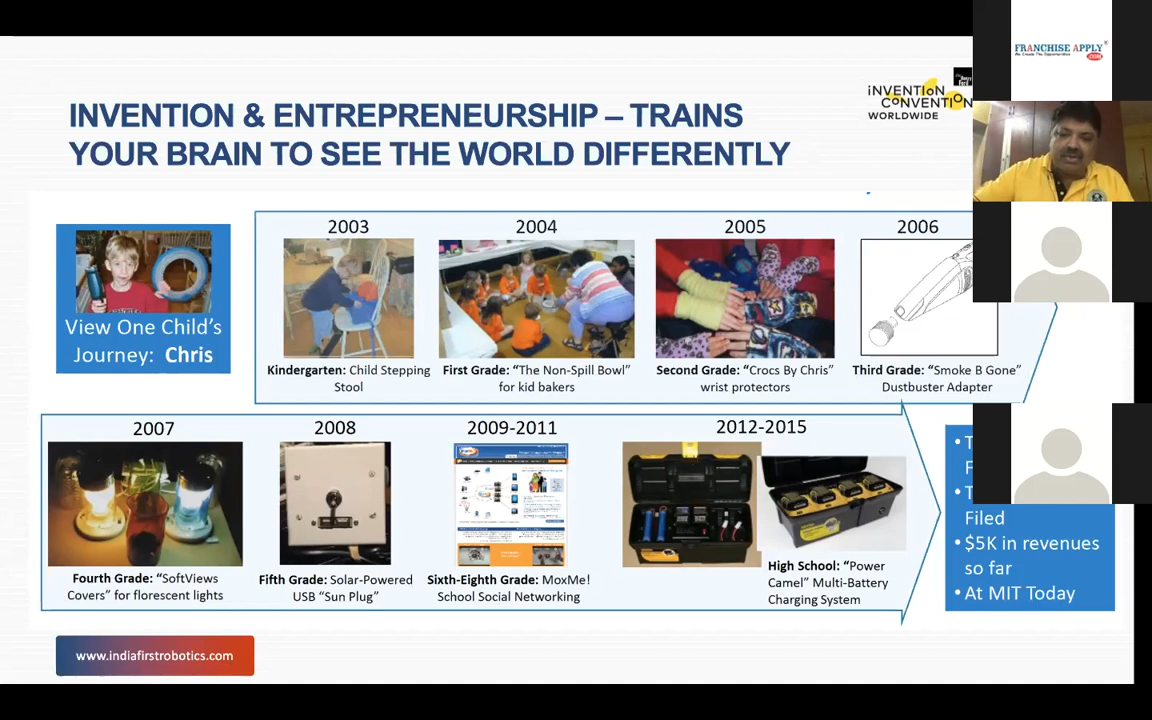 FRANCHISE APPLY
We Create The Opportunities
INVENTION
CONVENTION
WORLDWIDE
INVENTION & ENTREPRENEURSHIP – TRAINS
YOUR BRAIN TO SEE THE WORLD DIFFERENTLY
View One Child's
Journey: Chris
2003
Kindergarten: Child Stepping
Stool
2004
First Grade: “The Non-Spill Bowl”
for kid bakers
2005
Second Grade: “Crocs By Chris”
wrist protectors
2006
Third Grade: “Smoke B Gone”
Dustbuster Adapter
2007
Fourth Grade: “SoftViews
Covers” for florescent lights
2008
Fifth Grade: Solar-Powered
USB “Sun Plug”
2009-2011
Sixth-Eighth Grade: MoxMe!
School Social Networking
2012-2015
High School: “Power
Camel” Multi-Battery
Charging System
• T
F
• T
Filed
• $5K in revenues
so far
• At MIT Today
www.indiafirstrobotics.com